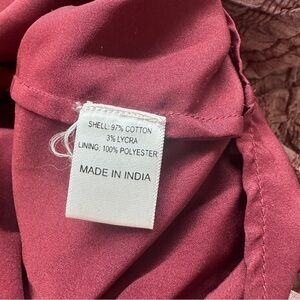 SHELL: 97% COTTON
3% LYCRA
LINING: 100% POLYESTER
MADE IN INDIA